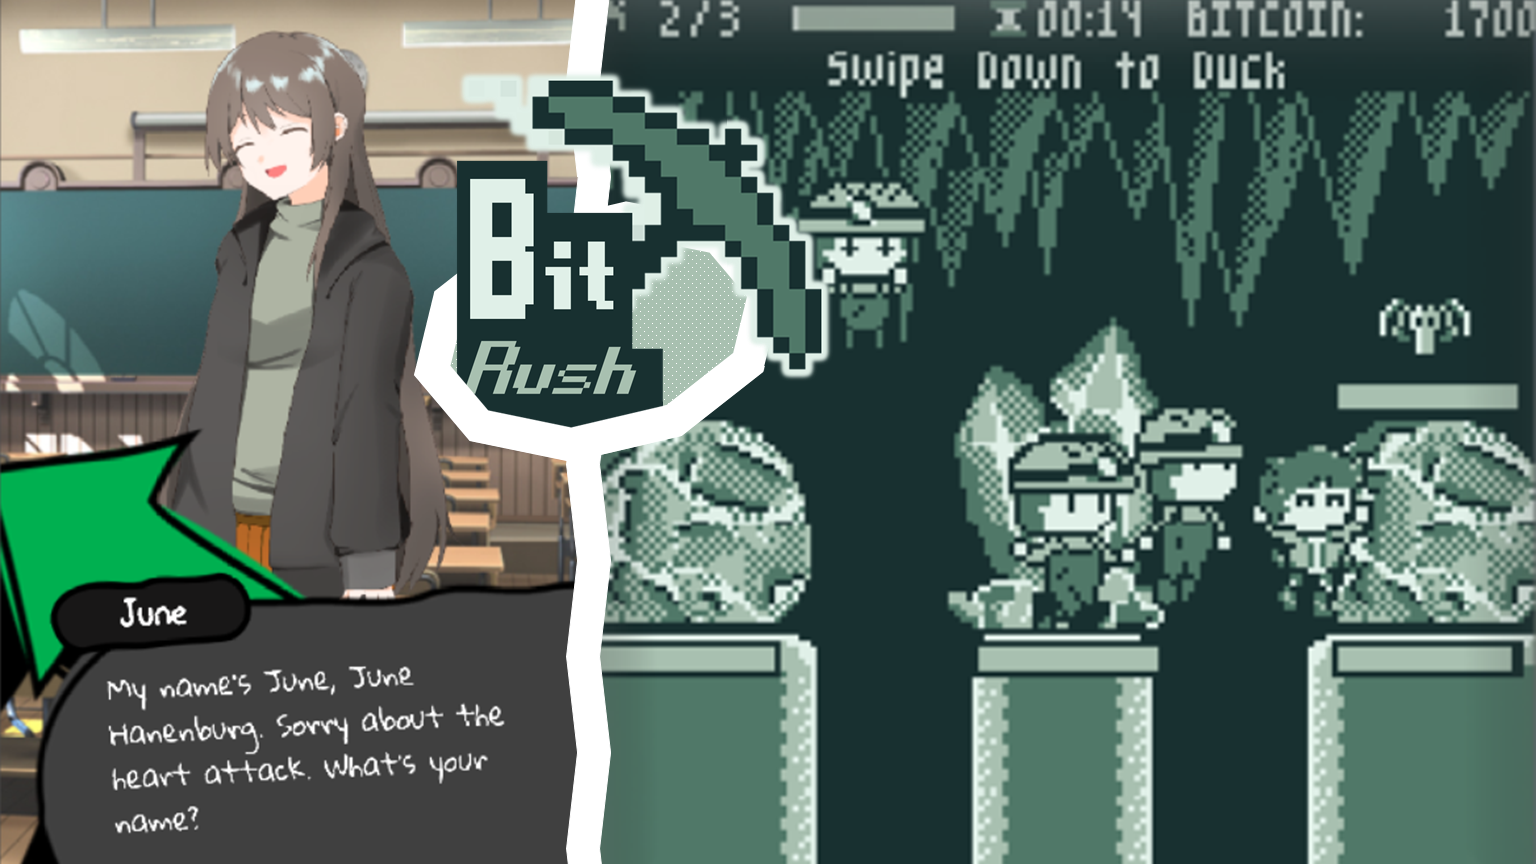 2/3 00:14 BITCOIN: 1700
Swipe Down to Duck
Bit
Rush
June
My name's June, June
Hanenburg. Sorry about the
heart attack. What's your
name?